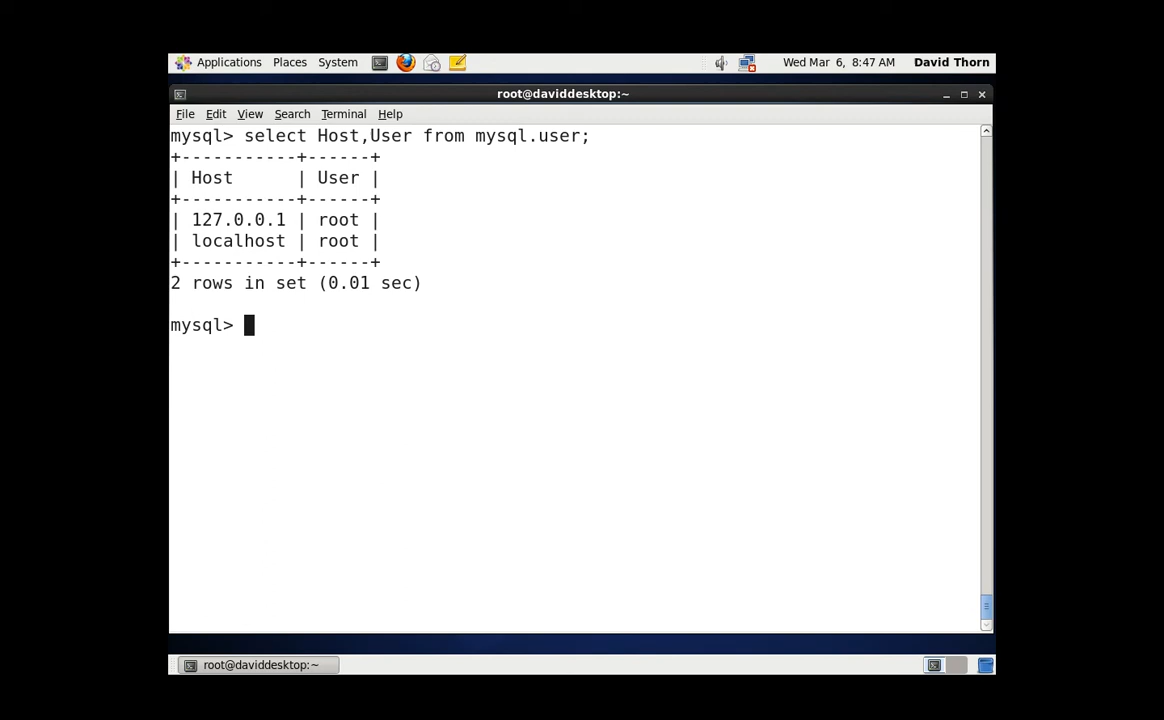 Applications Places System Wed Mar 6, 8:47 AM David Thorn
root@daviddesktop:~
File Edit View Search Terminal Help
mysql> select Host,User from mysql.user;
+-----------+------+
| Host      | User |
+-----------+------+
| 127.0.0.1 | root |
| localhost | root |
+-----------+------+
2 rows in set (0.01 sec)
mysql>
root@daviddesktop:~